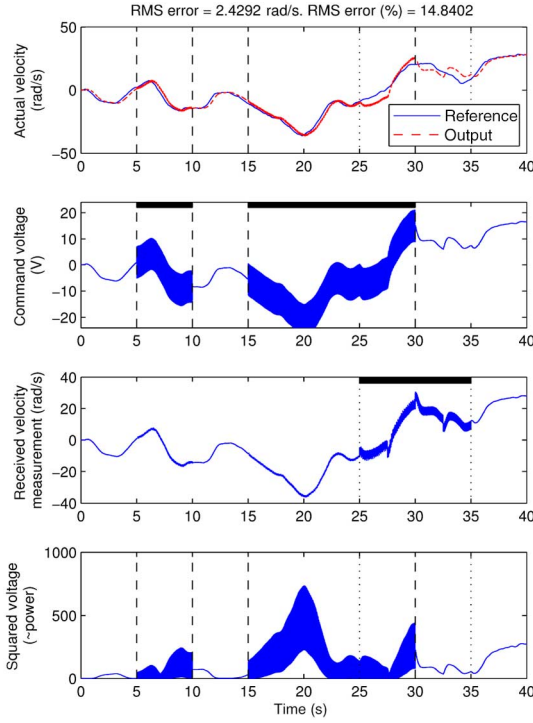 RMS error = 2.4292 rad/s. RMS error (%) = 14.8402
Actual velocity
(rad/s)
50
0
−50
0 5 10 15 20 25 30 35 40
Reference
Output
Command voltage
(V)
20
10
0
−10
−20
0 5 10 15 20 25 30 35 40
Received velocity
measurement (rad/s)
40
20
0
−20
−40
0 5 10 15 20 25 30 35 40
Squared voltage
(~power)
1000
500
0
0 5 10 15 20 25 30 35 40
Time (s)